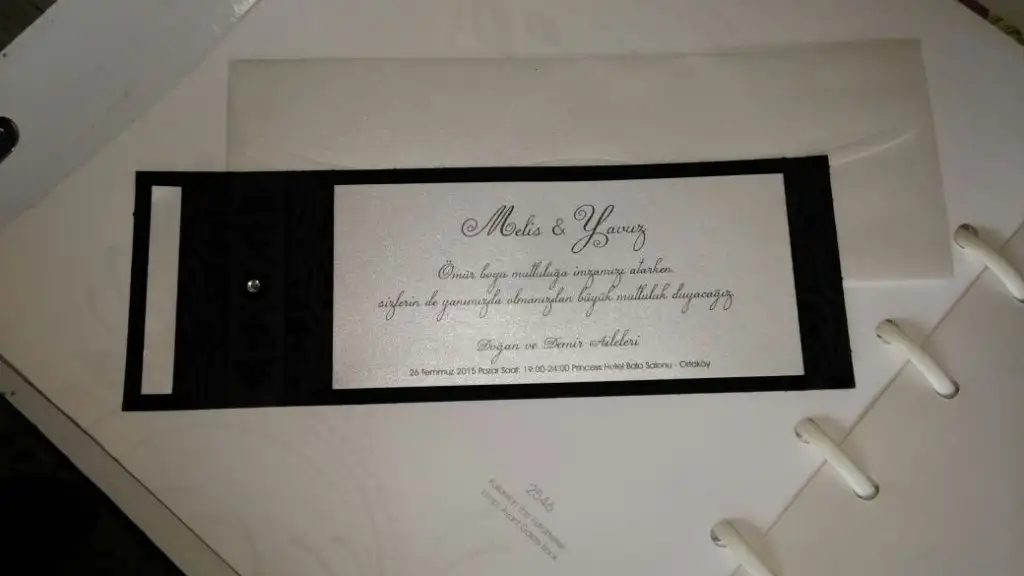 Melis & Yavuz
Ömür boyu mutluluğa imzamızı atarken
sizlerin de yanımızda olmanızdan büyük mutluluk duyacağız
Doğan ve Demir Aileleri
26 Temmuz 2015 Pazar Saat: 19:00-24:00 Princess Hotel Balo Salonu - Ortaköy
2546